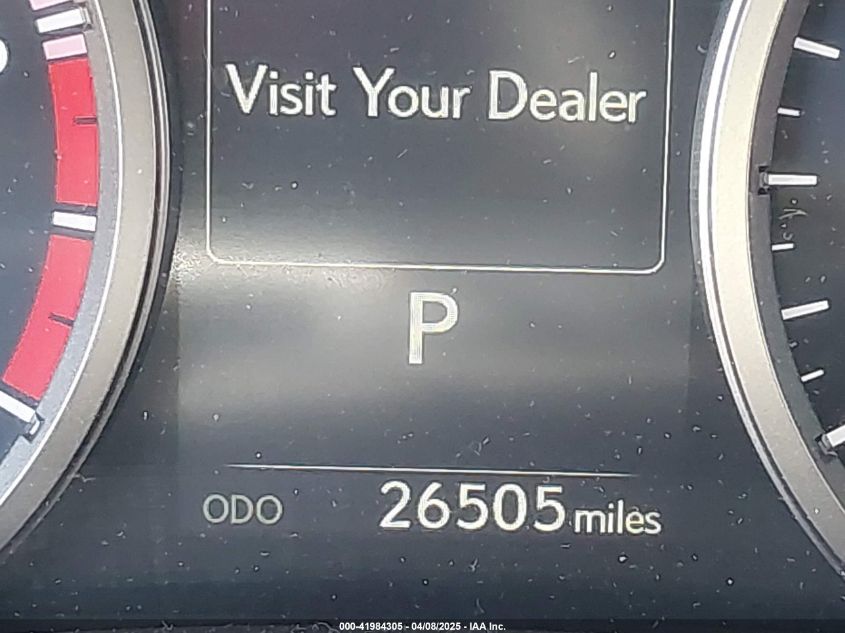 Visit Your Dealer
P
ODO 26505 miles
000-41984305 - 04/08/2025 - IAA Inc.